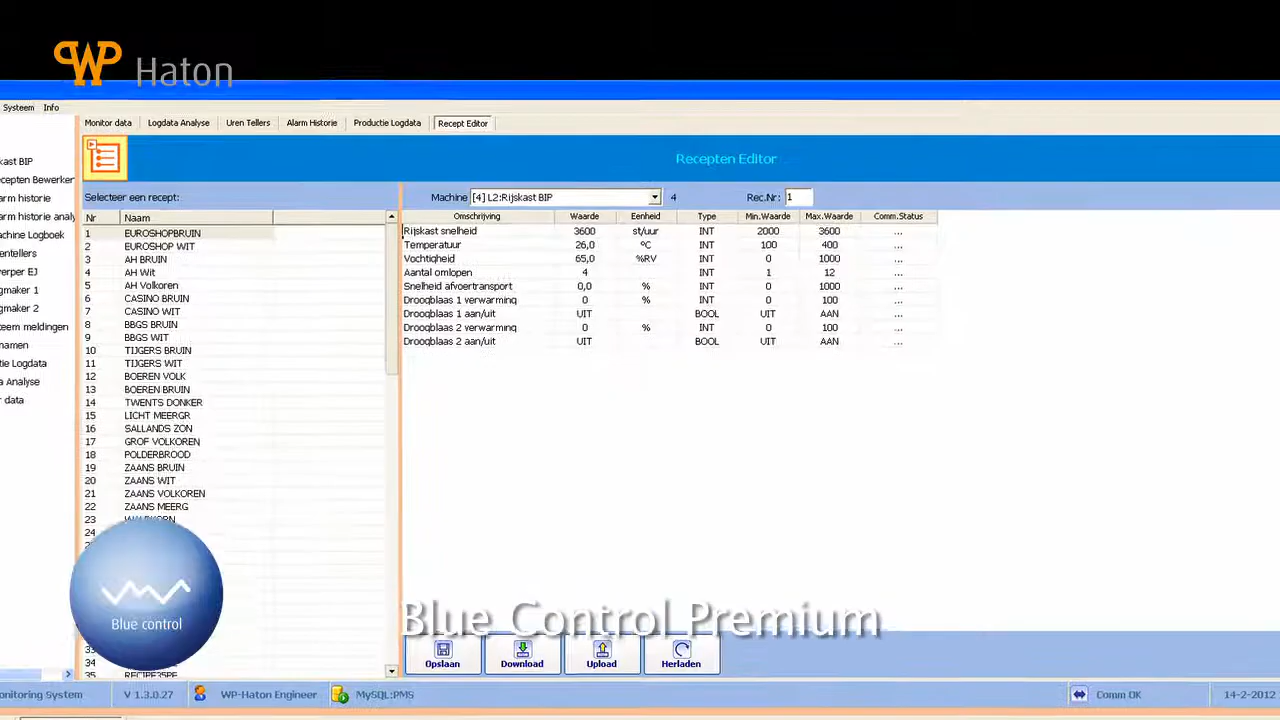 WP Haton
Systeem Info
Monitor data Logdata Analyse Uren Tellers Alarm Historie Productie Logdata Recept Editor
Recepten Editor
kast BIP
cepten Bewerker
arm historie
arm historie analy
achine Logboek
entellers
erper EJ
gmaker 1
gmaker 2
teem meldingen
namen
tie Logdata
a Analyse
r data
Selecteer een recept:
Nr Naam
1 EUROSHOPBRUIN
2 EUROSHOP WIT
3 AH BRUIN
4 AH Wit
5 AH Volkoren
6 CASINO BRUIN
7 CASINO WIT
8 BBGS BRUIN
9 BBGS WIT
10 TIJGERS BRUIN
11 TIJGERS WIT
12 BOEREN VOLK
13 BOEREN BRUIN
14 TWENTS DONKER
15 LICHT MEERGR
16 SALLANDS ZON
17 GROF VOLKOREN
18 POLDERBROOD
19 ZAANS BRUIN
20 ZAANS WIT
21 ZAANS VOLKOREN
22 ZAANS MEERG
23
24
34
35 RECIPE35PE
Machine [4] L2:Rijskast BIP 4 Rec.Nr: 1
Omschrijving Waarde Eenheid Type Min.Waarde Max.Waarde Comm.Status
Rijskast snelheid 3600 st/uur INT 2000 3600 ...
Temperatuur 26,0 ºC INT 100 400 ...
Vochtigheid 65,0 %RV INT 0 1000 ...
Aantal omlopen 4 INT 1 12 ...
Snelheid afvoertransport 0,0 % INT 0 1000 ...
Droogblaas 1 verwarming 0 % INT 0 100 ...
Droogblaas 1 aan/uit UIT BOOL UIT AAN ...
Droogblaas 2 verwarming 0 % INT 0 100 ...
Droogblaas 2 aan/uit UIT BOOL UIT AAN ...
Blue control
Blue Control Premium
Opslaan Download Upload Herladen
onitoring System V 1.3.0.27 WP-Haton Engineer MySQL:PMS Comm OK 14-2-2012